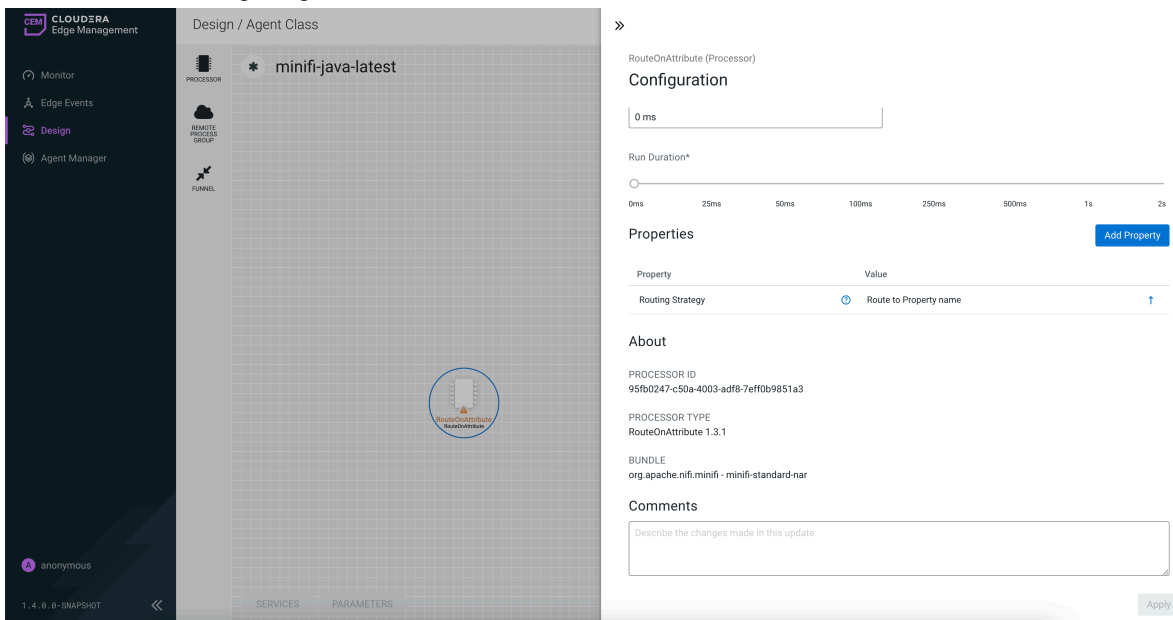 CEM CLOUDERA
Edge Management
Monitor
Edge Events
Design
Agent Manager
A anonymous
1.4.0.0-SNAPSHOT
Design / Agent Class
PROCESSOR
REMOTE
PROCESS
GROUP
FUNNEL
minifi-java-latest
RouteOnAttribute
RouteOnAttribute
SERVICES PARAMETERS
RouteOnAttribute (Processor)
Configuration
0 ms
Run Duration*
0ms 25ms 50ms 100ms 250ms 500ms 1s 2s
Properties Add Property
Property Value
Routing Strategy Route to Property name
About
PROCESSOR ID
95fb0247-c50a-4003-adf8-7eff0b9851a3
PROCESSOR TYPE
RouteOnAttribute 1.3.1
BUNDLE
org.apache.nifi.minifi - minifi-standard-nar
Comments
Describe the changes made in this update
Apply